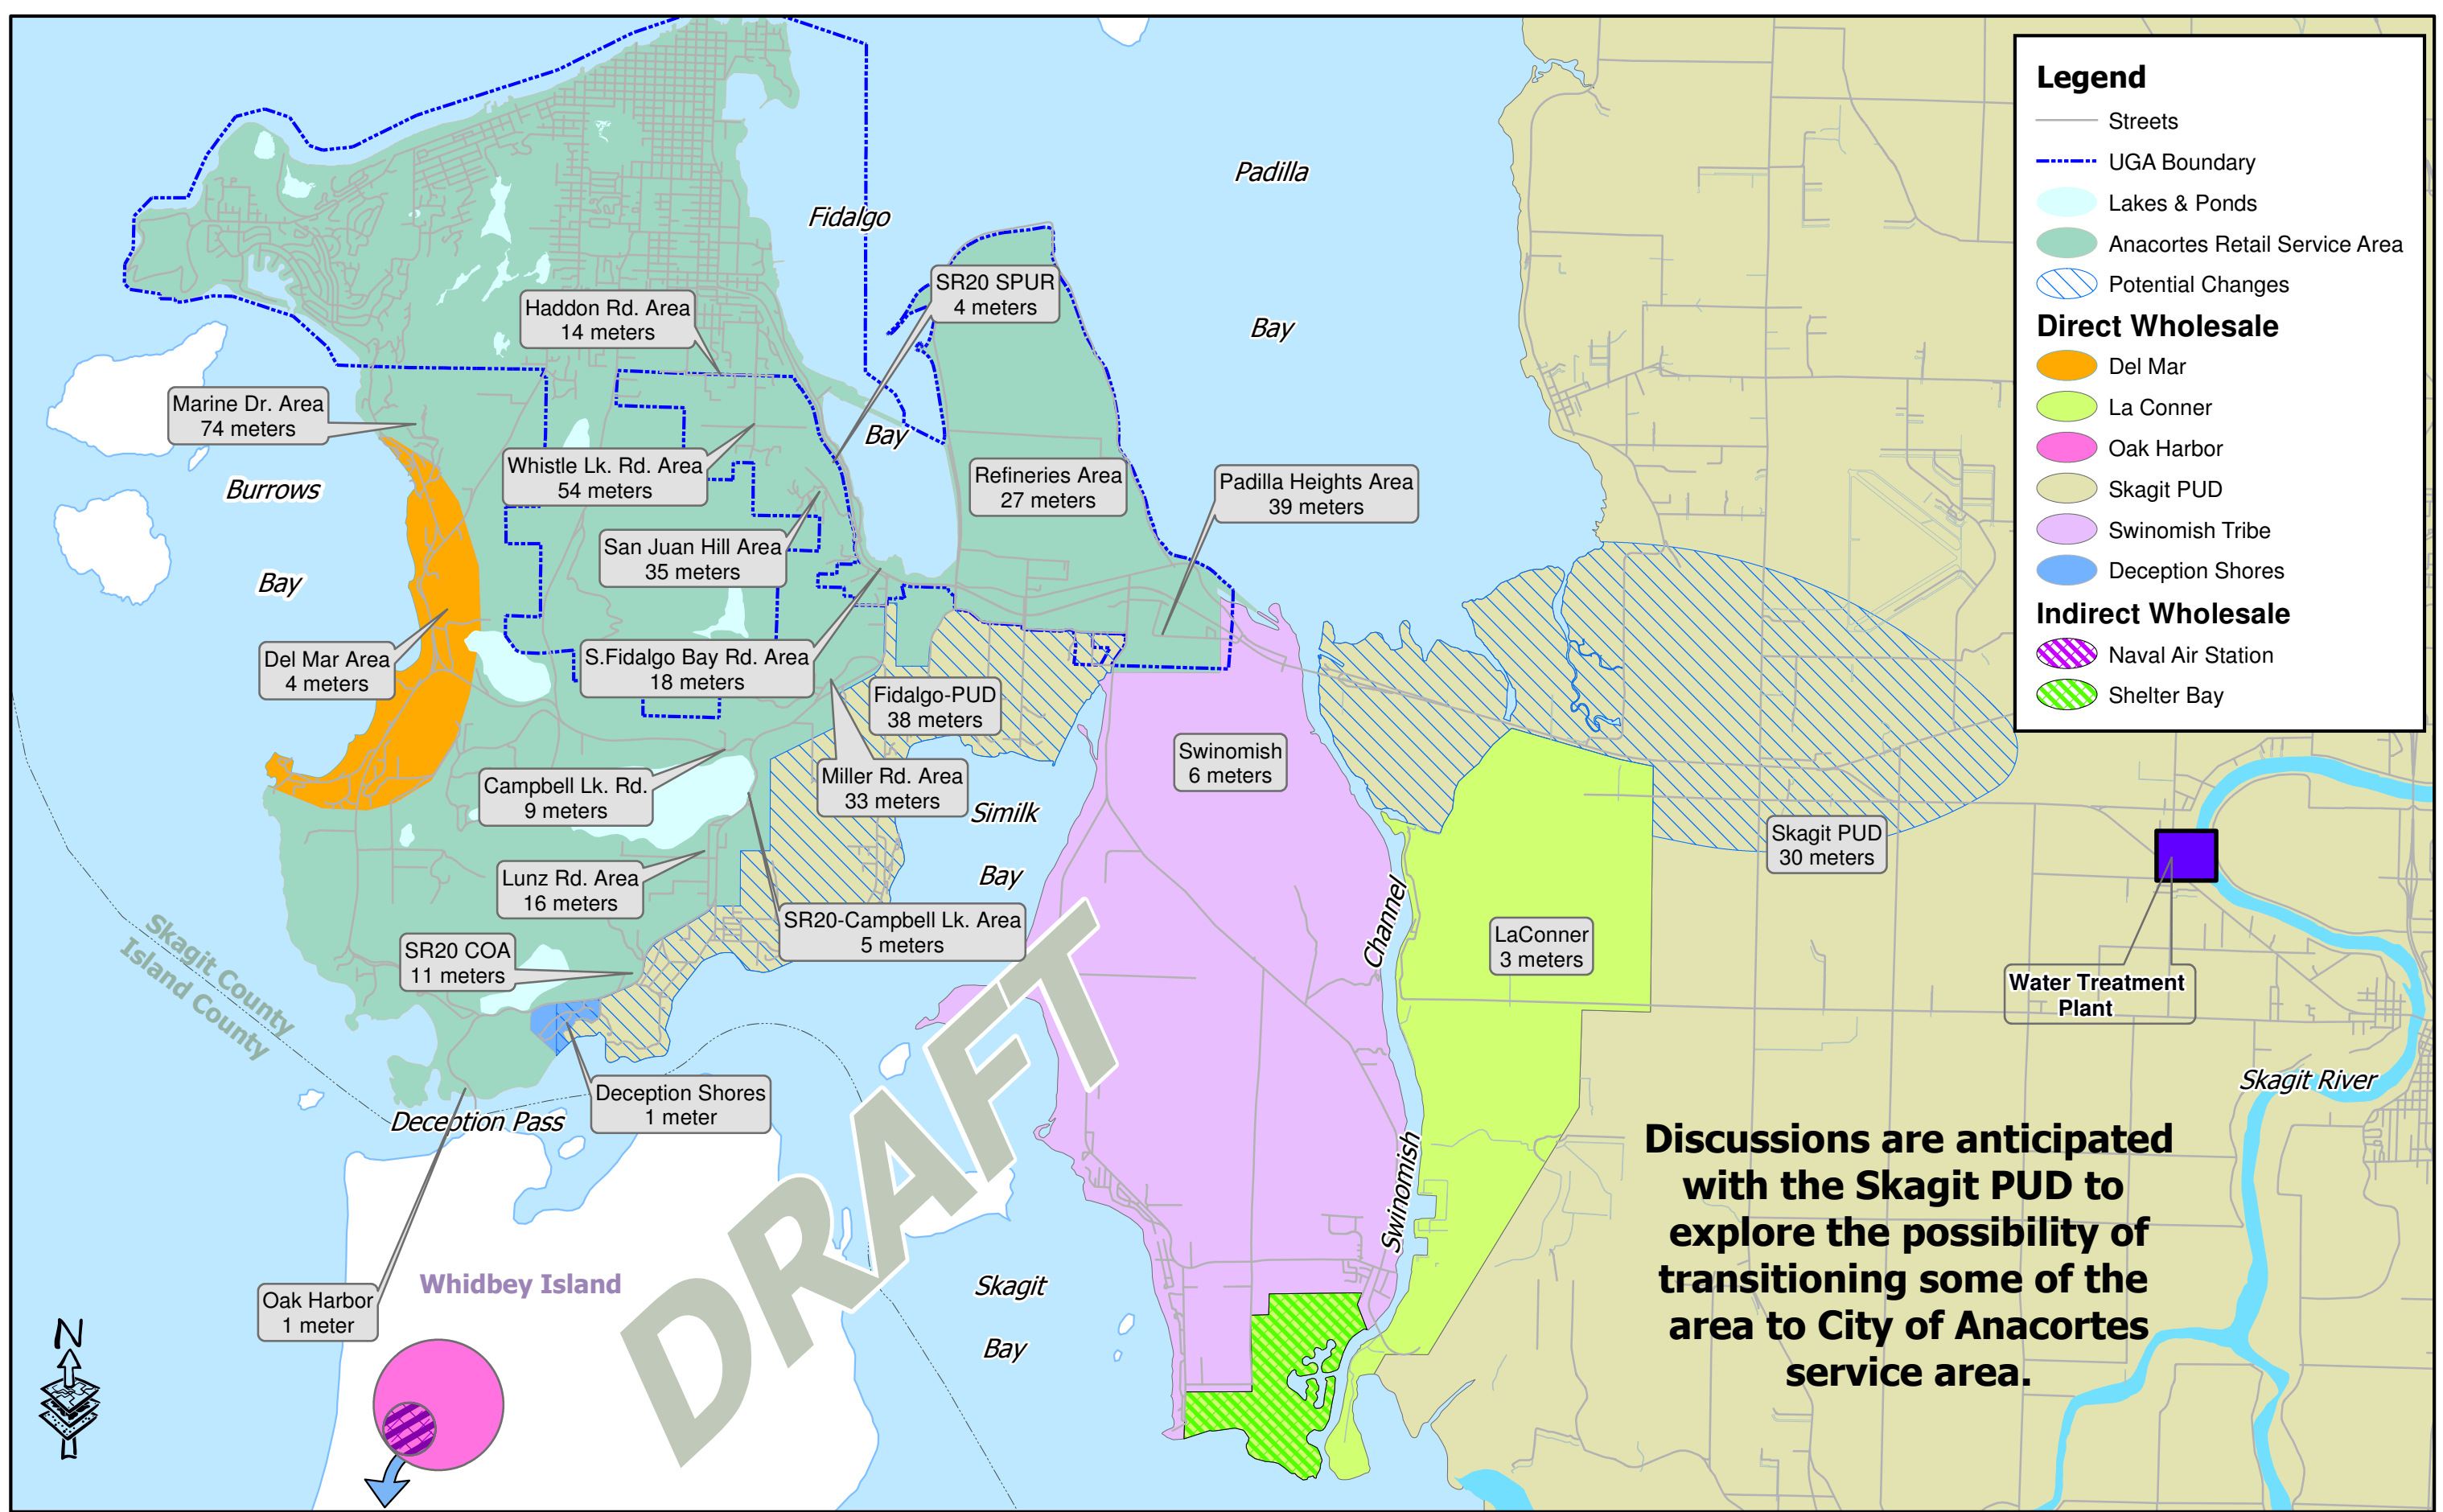 Legend
Streets
UGA Boundary
Lakes & Ponds
Anacortes Retail Service Area
Potential Changes
Direct Wholesale
Del Mar
La Conner
Oak Harbor
Skagit PUD
Swinomish Tribe
Deception Shores
Indirect Wholesale
Naval Air Station
Shelter Bay
Padilla
Bay
Fidalgo
Bay
SR20 SPUR
4 meters
Haddon Rd. Area
14 meters
Marine Dr. Area
74 meters
Whistle Lk. Rd. Area
54 meters
Refineries Area
27 meters
Padilla Heights Area
39 meters
Burrows
Bay
San Juan Hill Area
35 meters
Del Mar Area
4 meters
S.Fidalgo Bay Rd. Area
18 meters
Fidalgo-PUD
38 meters
Swinomish
6 meters
Campbell Lk. Rd.
9 meters
Miller Rd. Area
33 meters
Similk
Bay
Skagit PUD
30 meters
Lunz Rd. Area
16 meters
SR20-Campbell Lk. Area
5 meters
SR20 COA
11 meters
LaConner
3 meters
Water Treatment
Plant
Skagit County
Island County
Channel
Swinomish
Skagit River
Deception Shores
1 meter
Deception Pass
DRAFT
Discussions are anticipated
with the Skagit PUD to
explore the possibility of
transitioning some of the
area to City of Anacortes
service area.
Whidbey Island
Oak Harbor
1 meter
Skagit
Bay
N